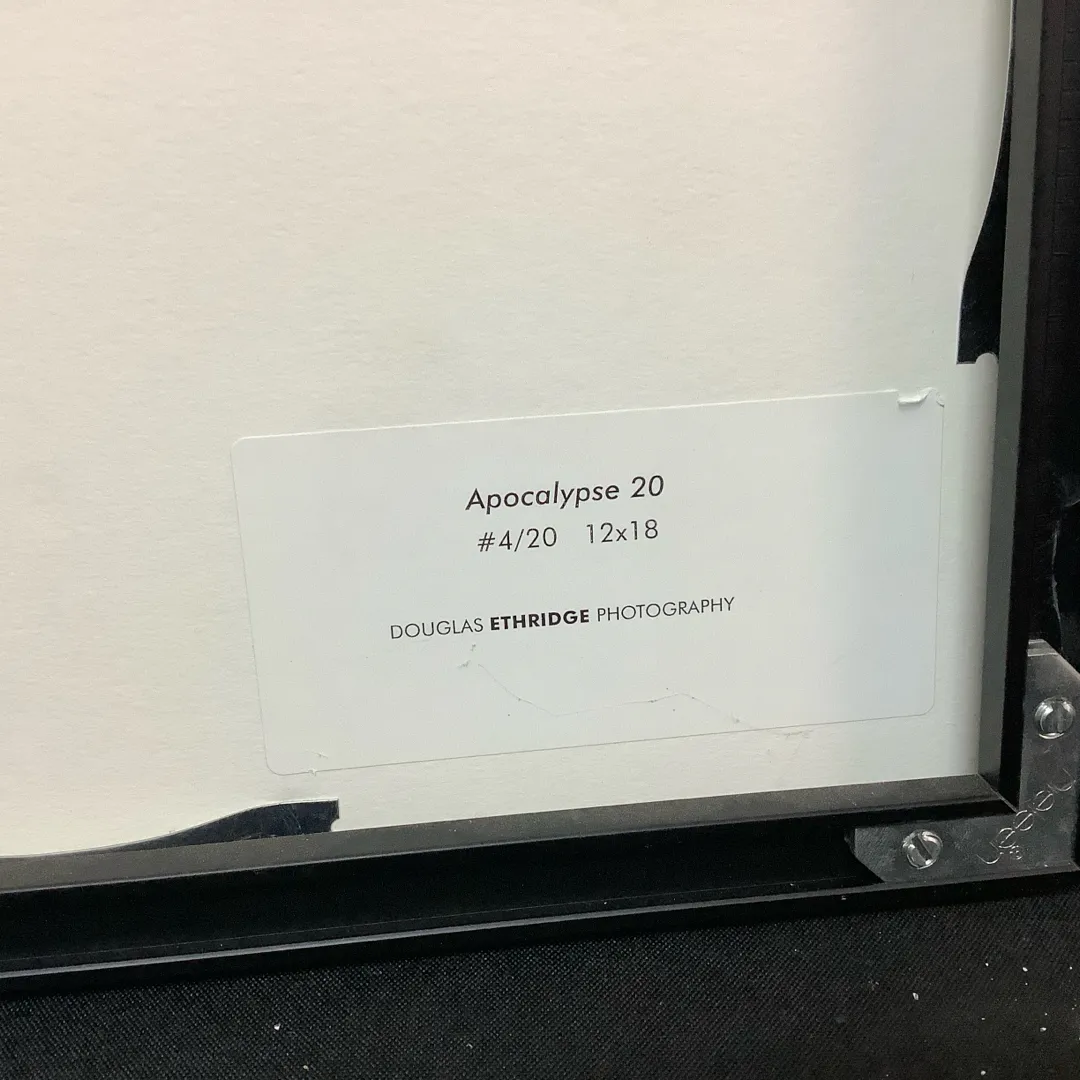 Apocalypse 20
#4/20 12x18
DOUGLAS ETHRIDGE PHOTOGRAPHY